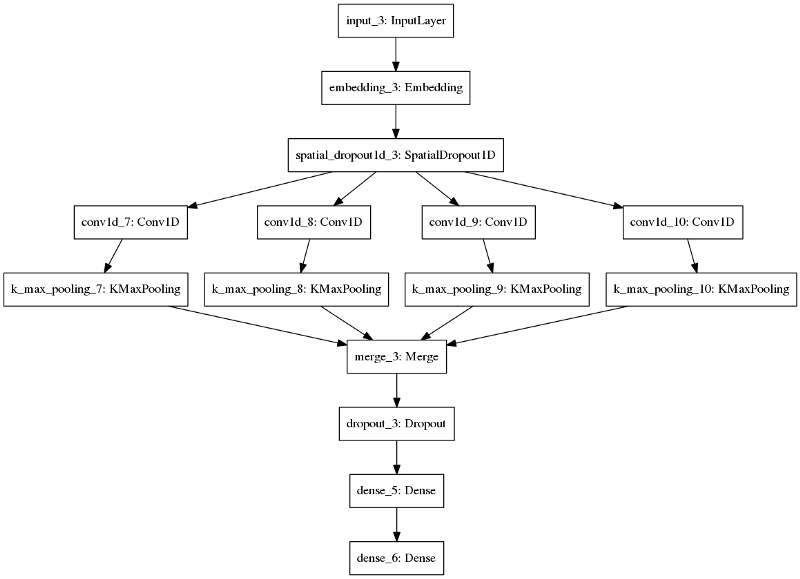 input_3: InputLayer
embedding_3: Embedding
spatial_dropout1d_3: SpatialDropout1D
conv1d_7: Conv1D
conv1d_8: Conv1D
conv1d_9: Conv1D
conv1d_10: Conv1D
k_max_pooling_7: KMaxPooling
k_max_pooling_8: KMaxPooling
k_max_pooling_9: KMaxPooling
k_max_pooling_10: KMaxPooling
merge_3: Merge
dropout_3: Dropout
dense_5: Dense
dense_6: Dense